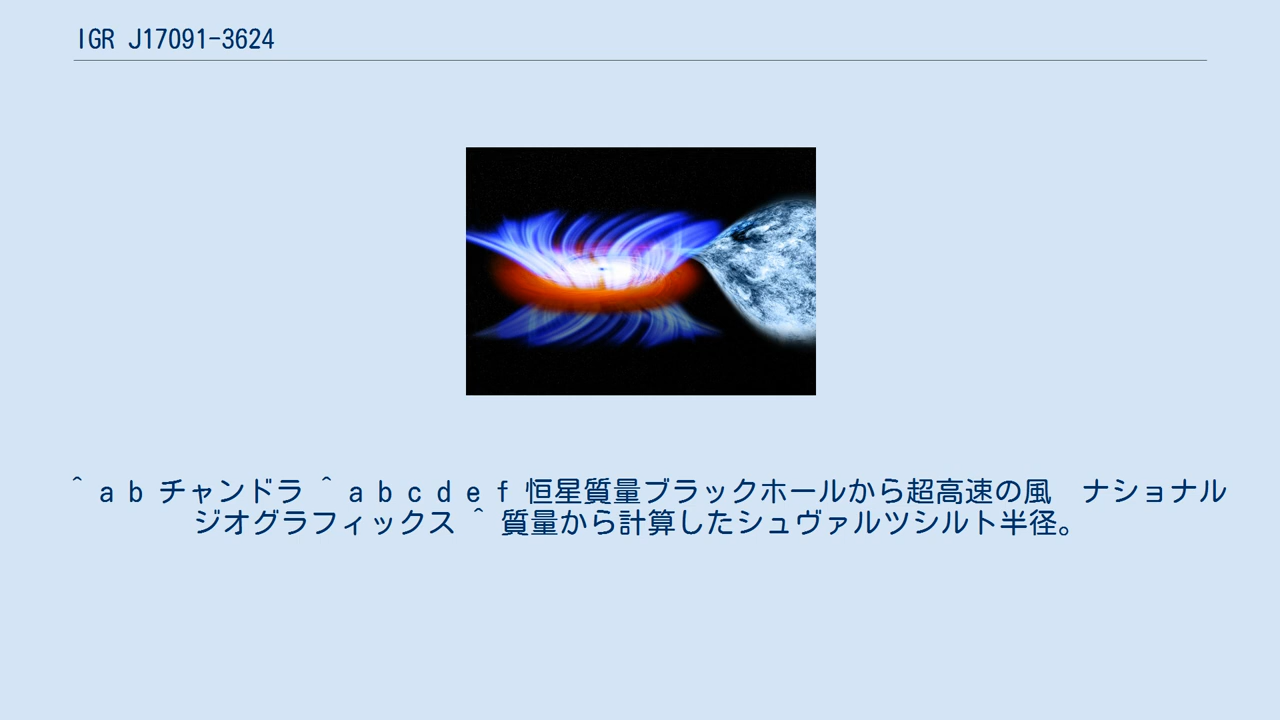 IGR J17091-3624
^ a b チャンドラ ^ a b c d e f 恒星質量ブラックホールから超高速の風　ナショナル
ジオグラフィックス ^ 質量から計算したシュヴァルツシルト半径。